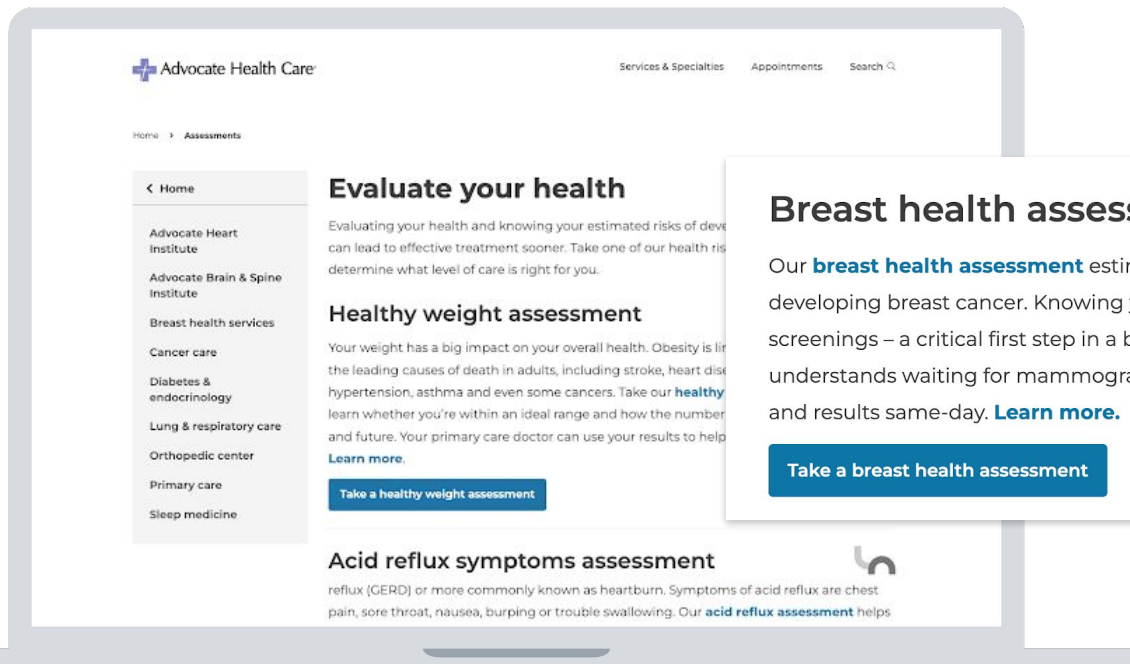 Advocate Health Care
Services & Specialties Appointments Search
Home > Assessments
< Home
Advocate Heart
Institute
Advocate Brain & Spine
Institute
Breast health services
Cancer care
Diabetes &
endocrinology
Lung & respiratory care
Orthopedic center
Primary care
Sleep medicine
Evaluate your health
Evaluating your health and knowing your estimated risks of
can lead to effective treatment sooner. Take one of our health
determine what level of care is right for you.
Healthy weight assessment
Your weight has a big impact on your overall health. Obesity is
the leading causes of death in adults, including stroke, heart
hypertension, asthma and even some cancers. Take our healthy
learn whether you're within an ideal range and how the number
and future. Your primary care doctor can use your results to help
Learn more.
Take a healthy weight assessment
Acid reflux symptoms assessment
reflux (GERD) or more commonly known as heartburn. Symptoms of acid reflux are chest
pain, sore throat, nausea, burping or trouble swallowing. Our acid reflux assessment helps
Breast health
Our breast health assessment
developing breast cancer. Knowing
screenings – a critical first step in a
understands waiting for
and results same-day. Learn more.
Take a breast health assessment